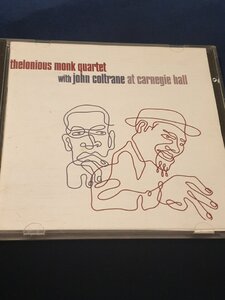 thelonious monk quartet
with john coltrane at carnegie hall